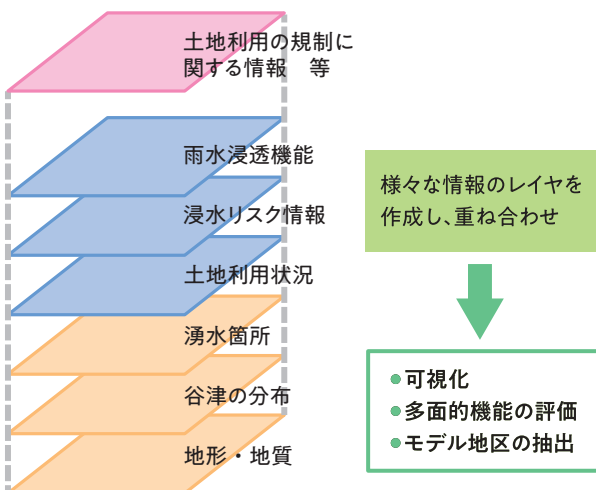 土地利用の規制に
関する情報　等
雨水浸透機能
浸水リスク情報
土地利用状況
湧水箇所
谷津の分布
地形・地質
様々な情報のレイヤを
作成し、重ね合わせ
●可視化
●多面的機能の評価
●モデル地区の抽出